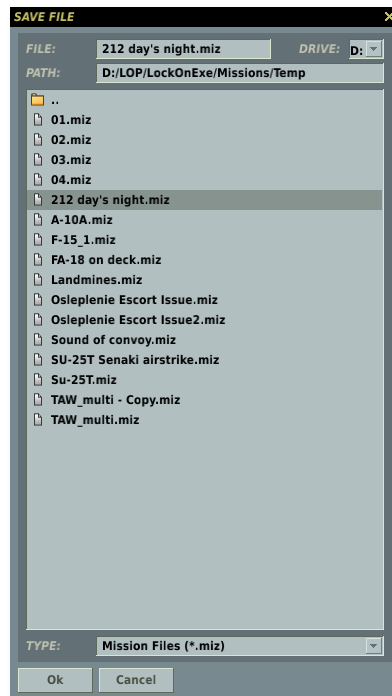 SAVE FILE
FILE: 212 day's night.miz DRIVE: D:
PATH: D:/LOP/LockOnExe/Missions/Temp
..
01.miz
02.miz
03.miz
04.miz
212 day's night.miz
A-10A.miz
F-15_1.miz
FA-18 on deck.miz
Landmines.miz
Osleplenie Escort Issue.miz
Osleplenie Escort Issue2.miz
Sound of convoy.miz
SU-25T Senaki airstrike.miz
Su-25T.miz
TAW_multi - Copy.miz
TAW_multi.miz
TYPE: Mission Files (*.miz)
Ok Cancel